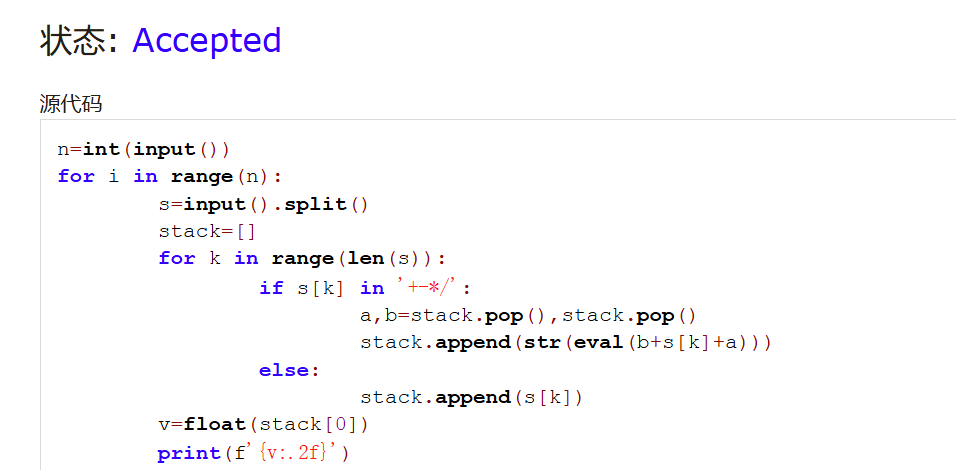 状态: Accepted
源代码
n=int(input())
for i in range(n):
        s=input().split()
        stack=[]
        for k in range(len(s)):
                if s[k] in '+-*/':
                        a,b=stack.pop(),stack.pop()
                        stack.append(str(eval(b+s[k]+a)))
                else:
                        stack.append(s[k])
        v=float(stack[0])
        print(f'{v:.2f}')